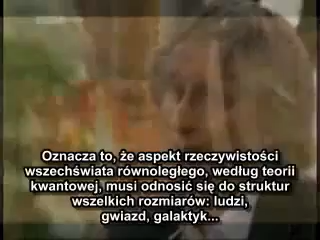 Oznacza to, że aspekt rzeczywistości
wszechświata równoległego, według teorii
kwantowej, musi odnosić się do struktur
wszelkich rozmiarów: ludzi,
gwiazd, galaktyk...